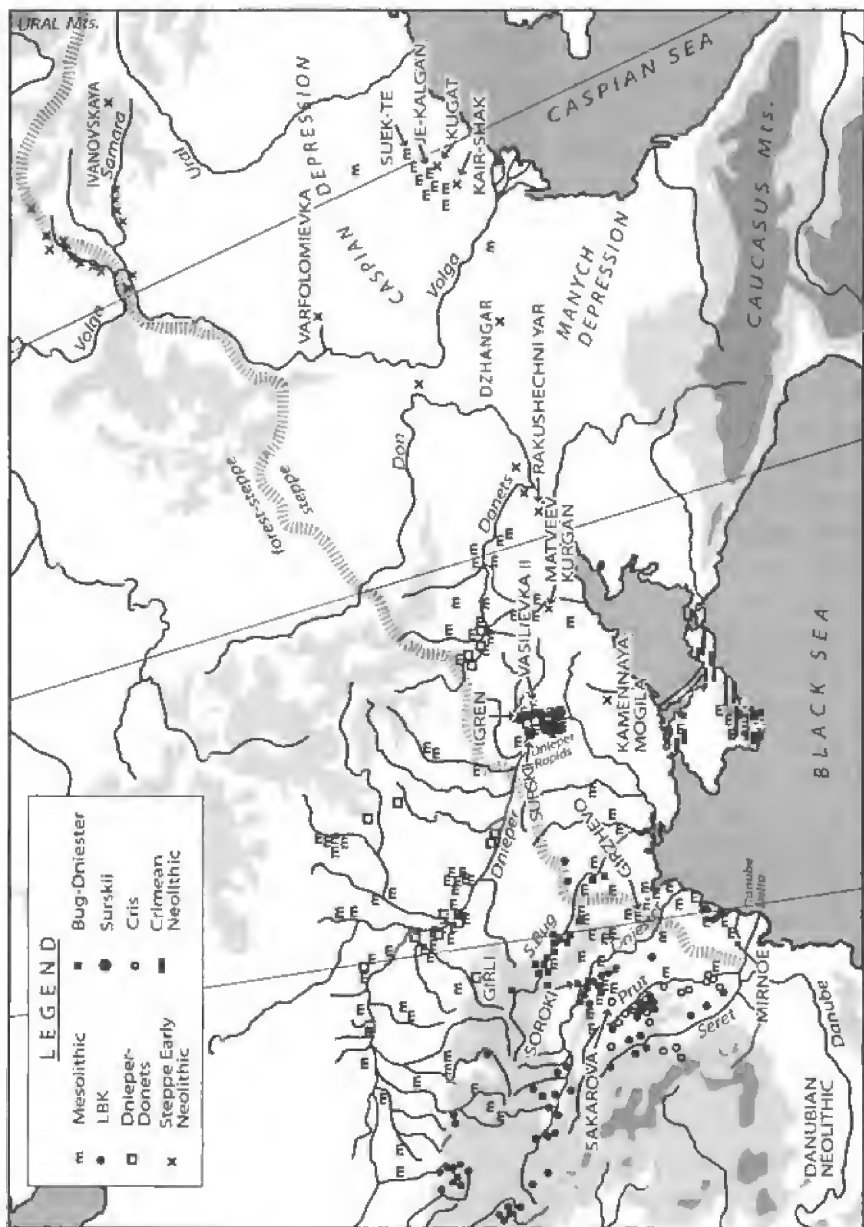 LEGEND
Mesolithic
LBK
Dnieper-
Donets
Steppe Early
Neolithic
Bug-Dniester
Surskii
Cris
Crimean
Neolithic
URAL Mts.
IVANOVSKAYA
Samara
Ural
Volga
VARFOLOMIEVKA
CASPIAN
DEPRESSION
SUEK-TE
JE-KALGAN
KUGAT
KAIR-SHAK
CASPIAN SEA
Volga
Forest-steppe
steppe
Don
DZHANGAR
MANYCH
DEPRESSION
CAUCASUS Mts.
Donets
RAKUSHECHNI YAR
MATVEEV
KURGAN
VASILIEVKA II
IGREN
Dnieper
Rapids
SURSKII
KAMENNAYA
MOGILA
Dnieper
GIRZHEVO
BLACK SEA
GIRLI
S.Bug
Dniester
SOROKI
SAKAROVA
Prut
Seret
Danube
Delta
MIRNOE
Danube
DANUBIAN
NEOLITHIC